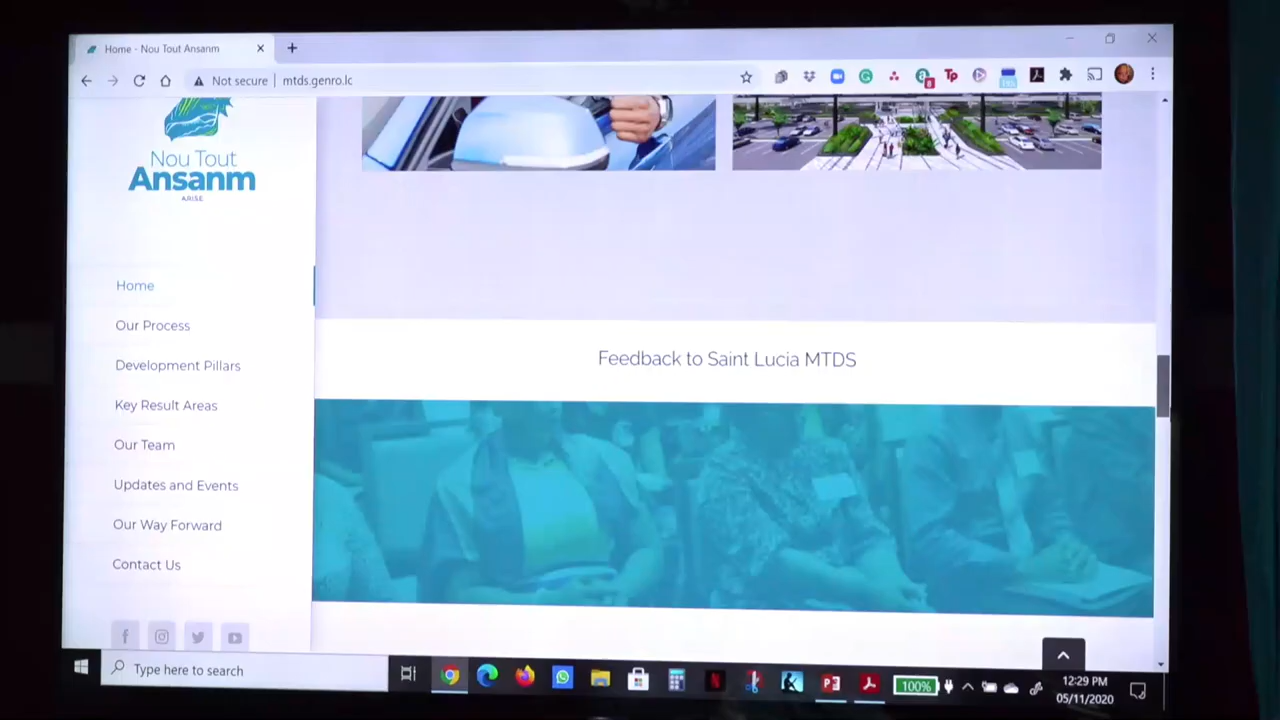 Home - Nou Tout Ansanm
Not secure
mtds.genro.lc
Nou Tout
Ansanm
ARISE
Home
Our Process
Development Pillars
Key Result Areas
Our Team
Updates and Events
Our Way Forward
Contact Us
Feedback to Saint Lucia MTDS
Type here to search
100%
12:29 PM
05/11/2020